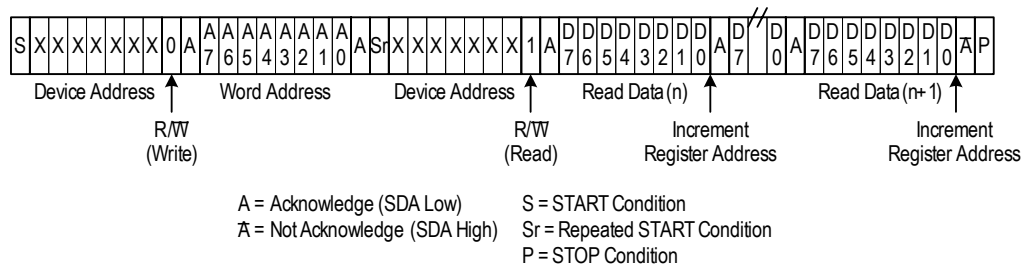 S X X X X X X X 0 A A7 A6 A5 A4 A3 A2 A1 A0 A Sr X X X X X X X 1 A D7 D6 D5 D4 D3 D2 D1 D0 A D7 // D0 A D7 D6 D5 D4 D3 D2 D1 D0 A̅ P
Device Address Word Address Device Address Read Data (n) Read Data (n+1)
R/W̅ R/W̅ Increment Increment
(Write) (Read) Register Address Register Address
A = Acknowledge (SDA Low) S = START Condition
A̅ = Not Acknowledge (SDA High) Sr = Repeated START Condition
P = STOP Condition